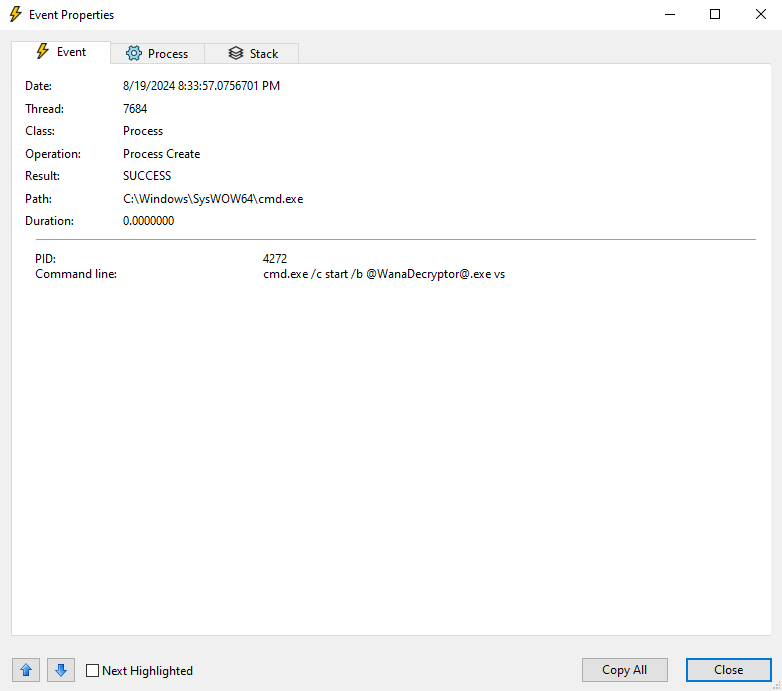 Event Properties
Event Process Stack
Date: 8/19/2024 8:33:57.0756701 PM
Thread: 7684
Class: Process
Operation: Process Create
Result: SUCCESS
Path: C:\Windows\SysWOW64\cmd.exe
Duration: 0.0000000
PID: 4272
Command line: cmd.exe /c start /b @WanaDecryptor@.exe vs
Next Highlighted Copy All Close